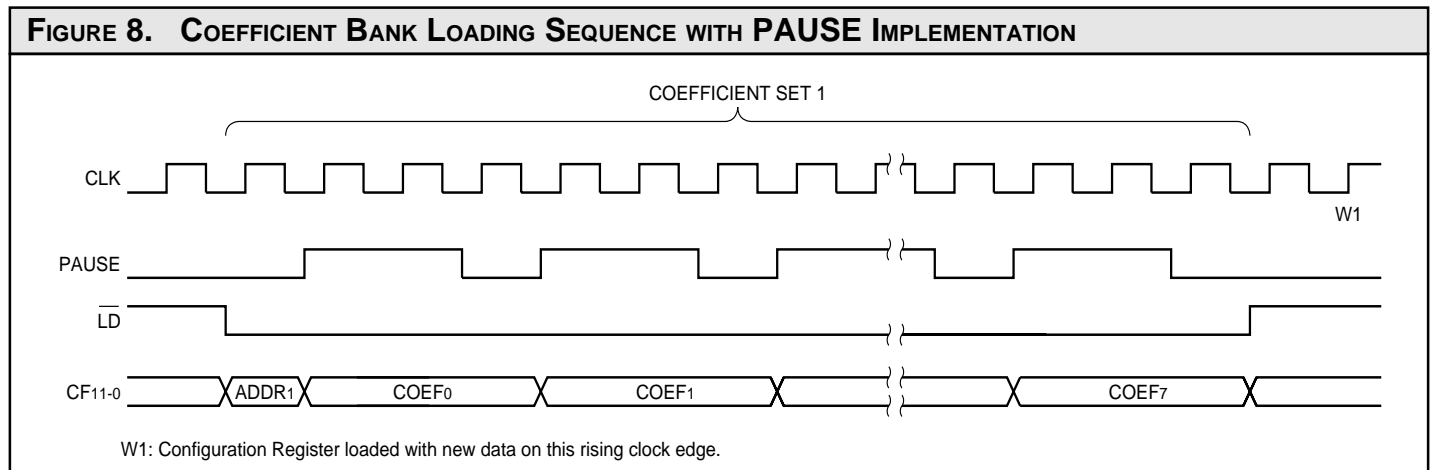 FIGURE 8. COEFFICIENT BANK LOADING SEQUENCE WITH PAUSE IMPLEMENTATION
COEFFICIENT SET 1
CLK
W1
PAUSE
LD
CF11-0
ADDR1
COEF0
COEF1
COEF7
W1: Configuration Register loaded with new data on this rising clock edge.